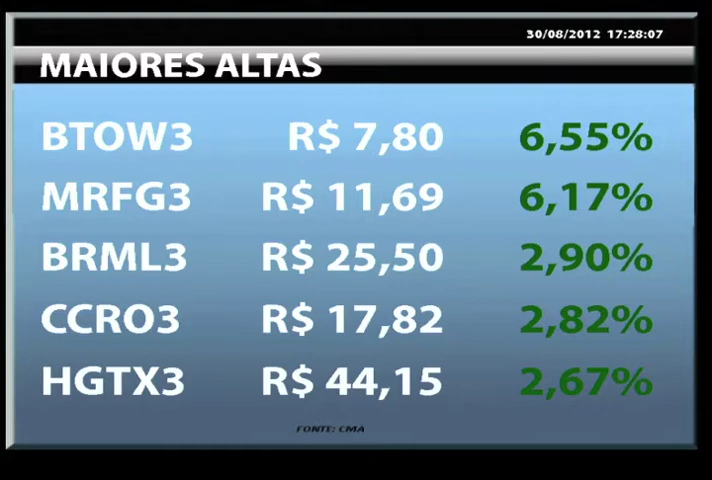 30/08/2012 17:28:07
MAIORES ALTAS
BTOW3 R$ 7,80 6,55%
MRFG3 R$ 11,69 6,17%
BRML3 R$ 25,50 2,90%
CCRO3 R$ 17,82 2,82%
HGTX3 R$ 44,15 2,67%
FONTE: CMA